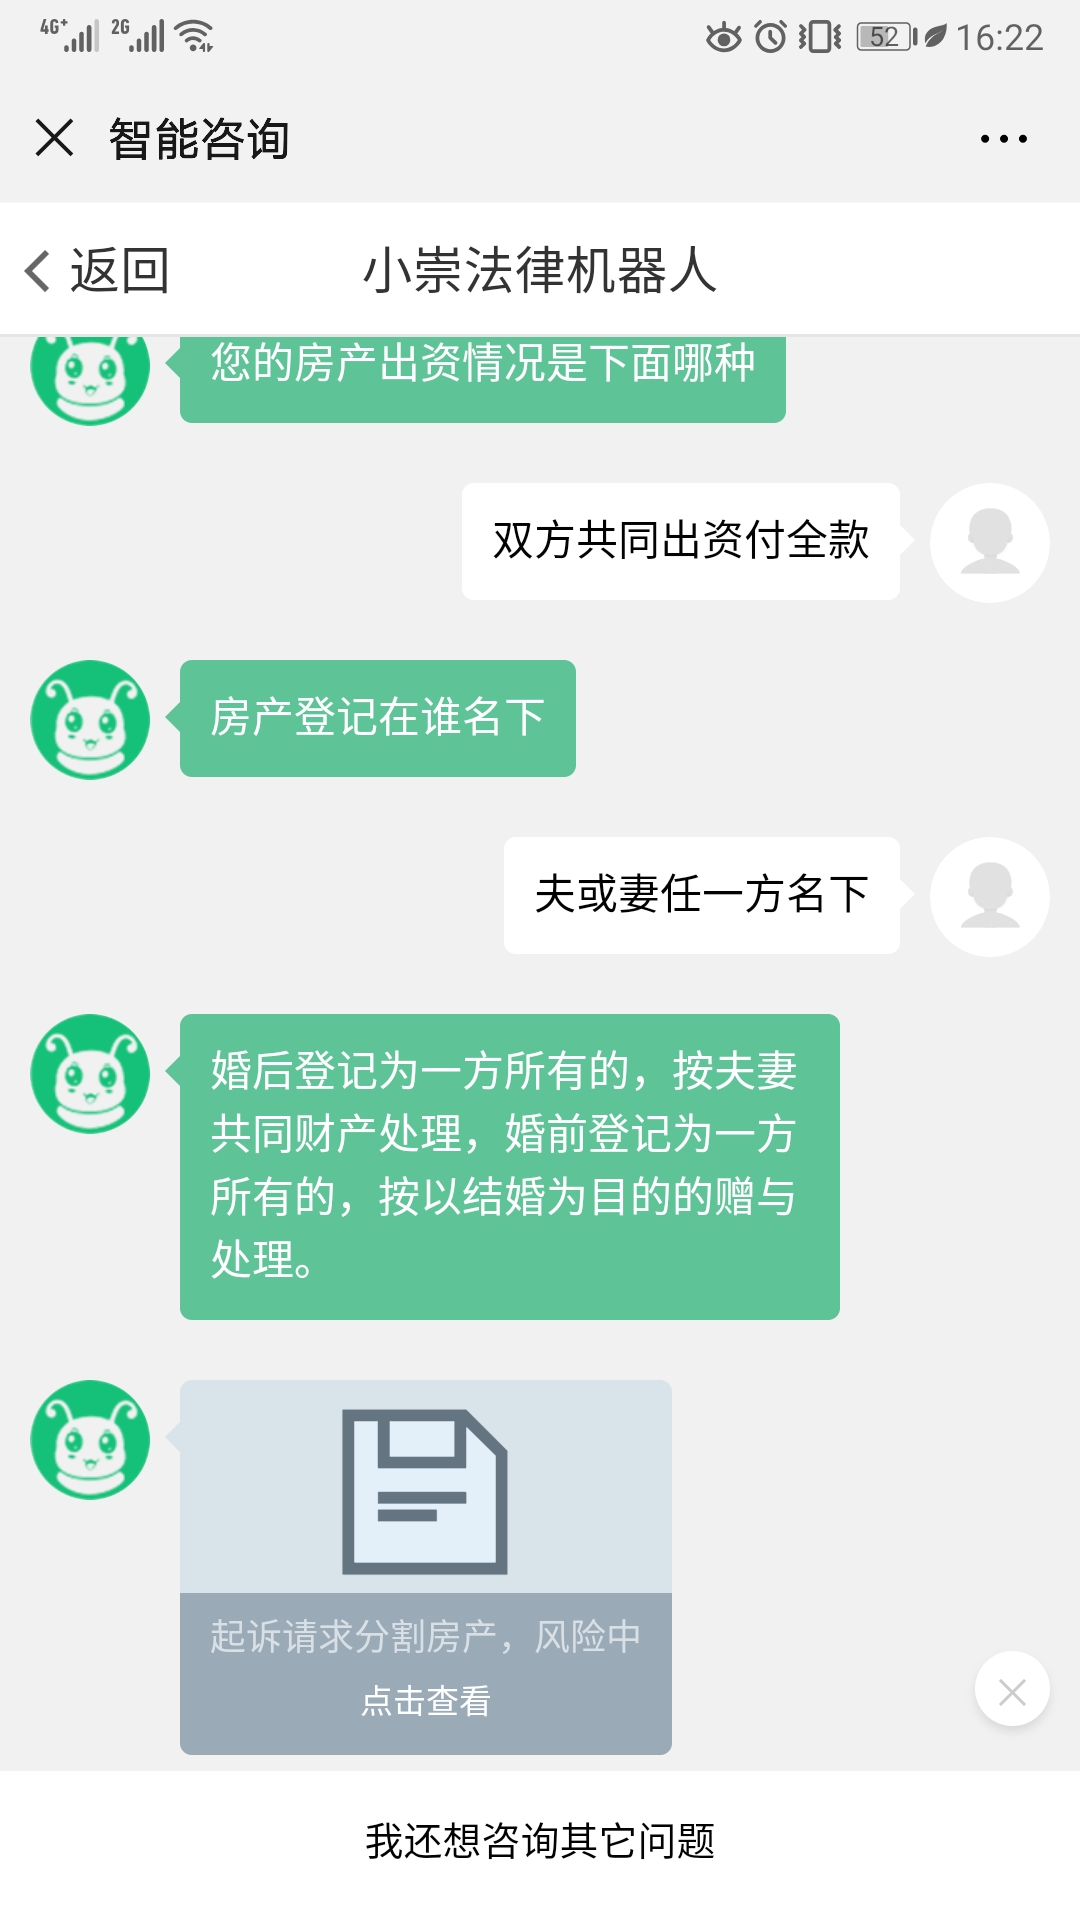 4G+ 2G 52 16:22
智能咨询
返回 小崇法律机器人
您的房产出资情况是下面哪种
双方共同出资付全款
房产登记在谁名下
夫或妻任一方名下
婚后登记为一方所有的，按夫妻
共同财产处理，婚前登记为一方
所有的，按以结婚为目的的赠与
处理。
起诉请求分割房产，风险中
点击查看
我还想咨询其它问题